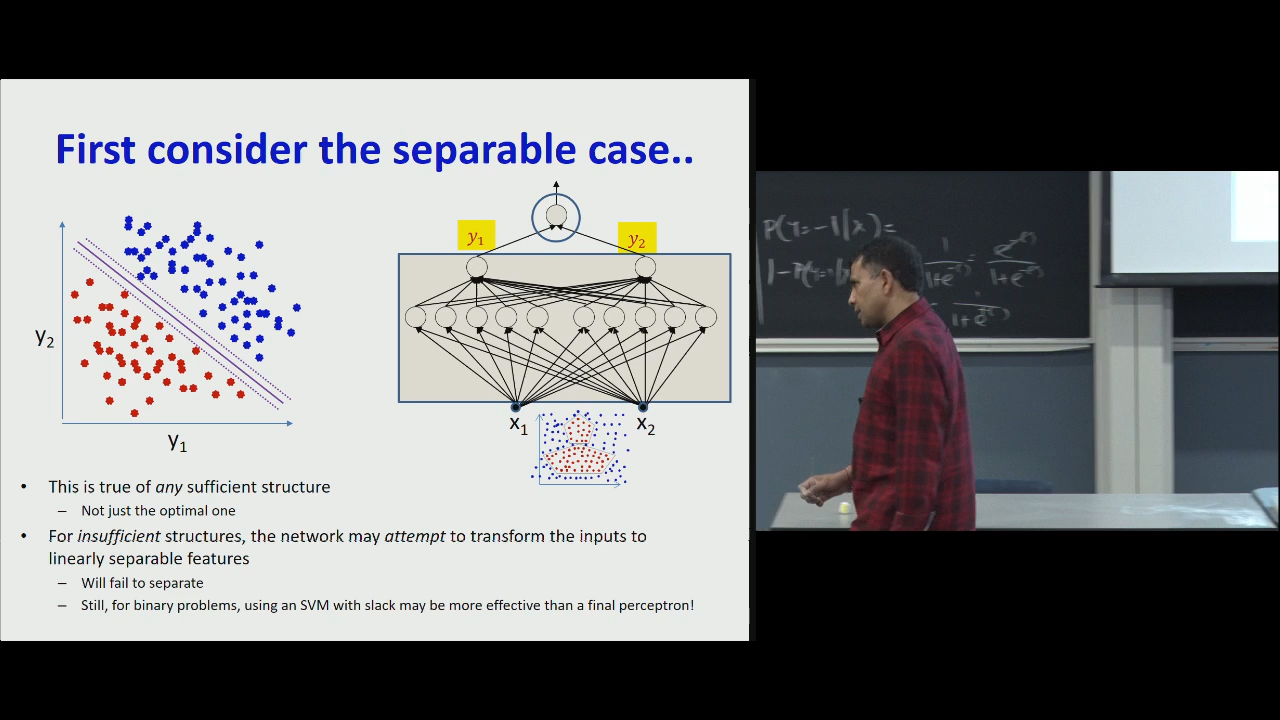 First consider the separable case..
y₁
y₂
y₂
y₁
x₁
x₂
• This is true of any sufficient structure
– Not just the optimal one
• For insufficient structures, the network may attempt to transform the inputs to
linearly separable features
– Will fail to separate
– Still, for binary problems, using an SVM with slack may be more effective than a final perceptron!
P(Y=-1|x)=